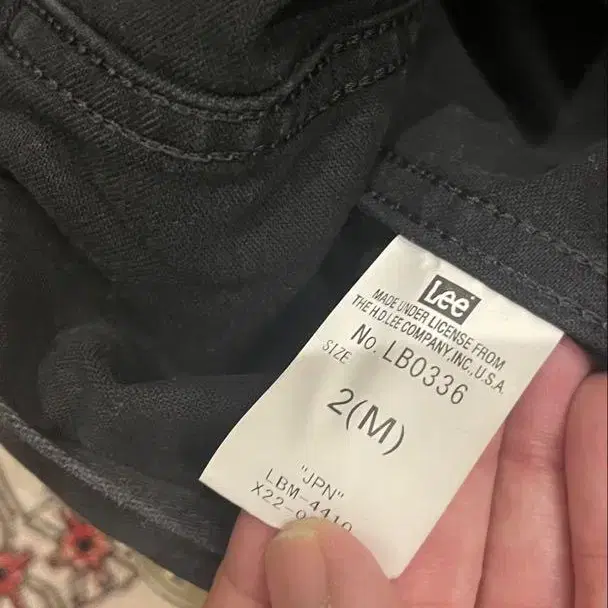 Lee
MADE UNDER LICENSE FROM
THE H.D.LEE COMPANY,INC.,U.S.A.
No. LB0336
SIZE
2(M)
"JPN"
LBM-4410